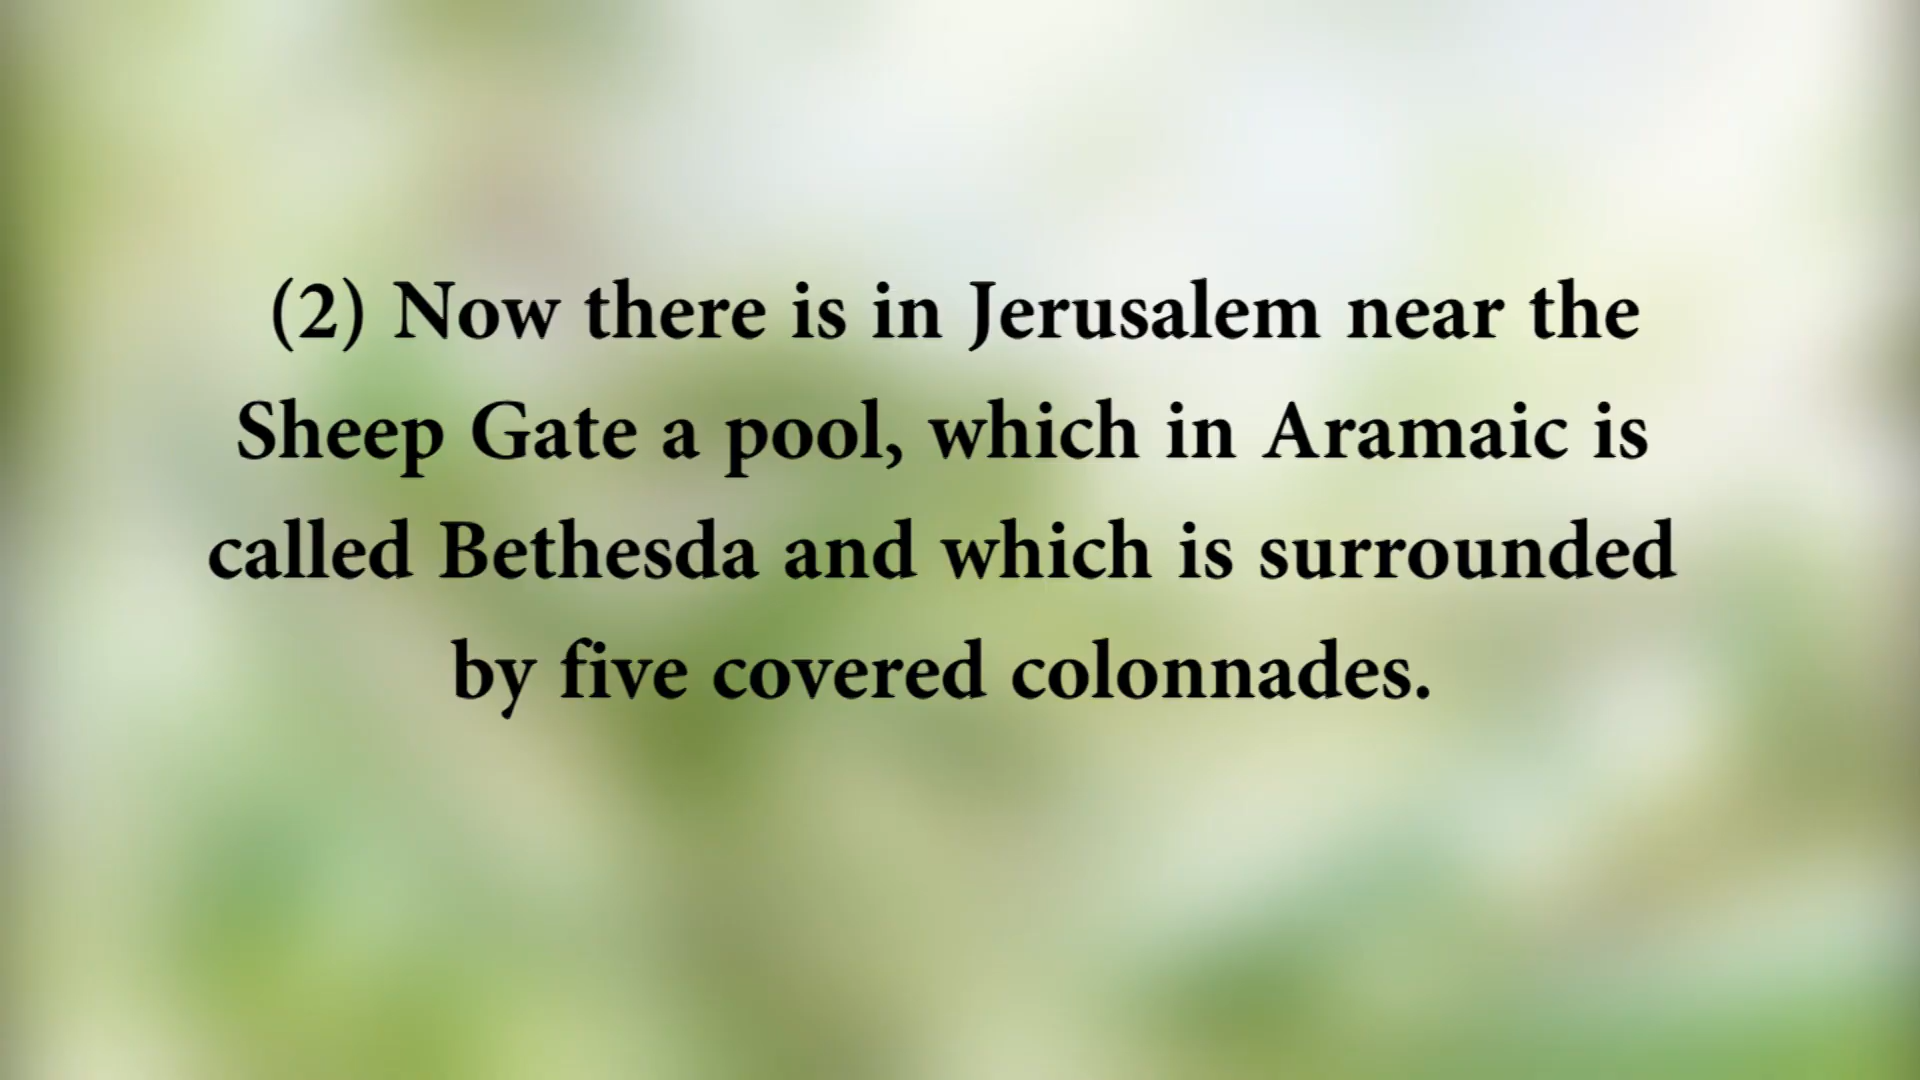 (2) Now there is in Jerusalem near the
Sheep Gate a pool, which in Aramaic is
called Bethesda and which is surrounded
by five covered colonnades.